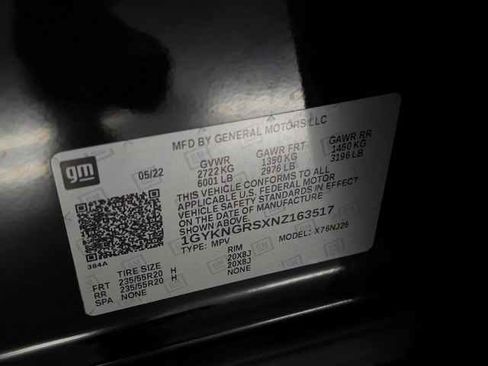 gm
MFD BY GENERAL MOTORS LLC
05/22 GVWR GAWR FRT GAWR RR
2722 KG 1350 KG 1450 KG
6001 LB 2976 LB 3196 LB
THIS VEHICLE CONFORMS TO ALL
APPLICABLE U.S. FEDERAL MOTOR
VEHICLE SAFETY STANDARDS IN EFFECT
ON THE DATE OF MANUFACTURE
SHOWN ABOVE.
1GYKNGRSXNZ163517
TYPE: MPV MODEL:
384A
TIRE SIZE RIM
FRT 235/55R20 H 20X8J
RR 235/55R20 H 20X8J
SPA NONE NONE